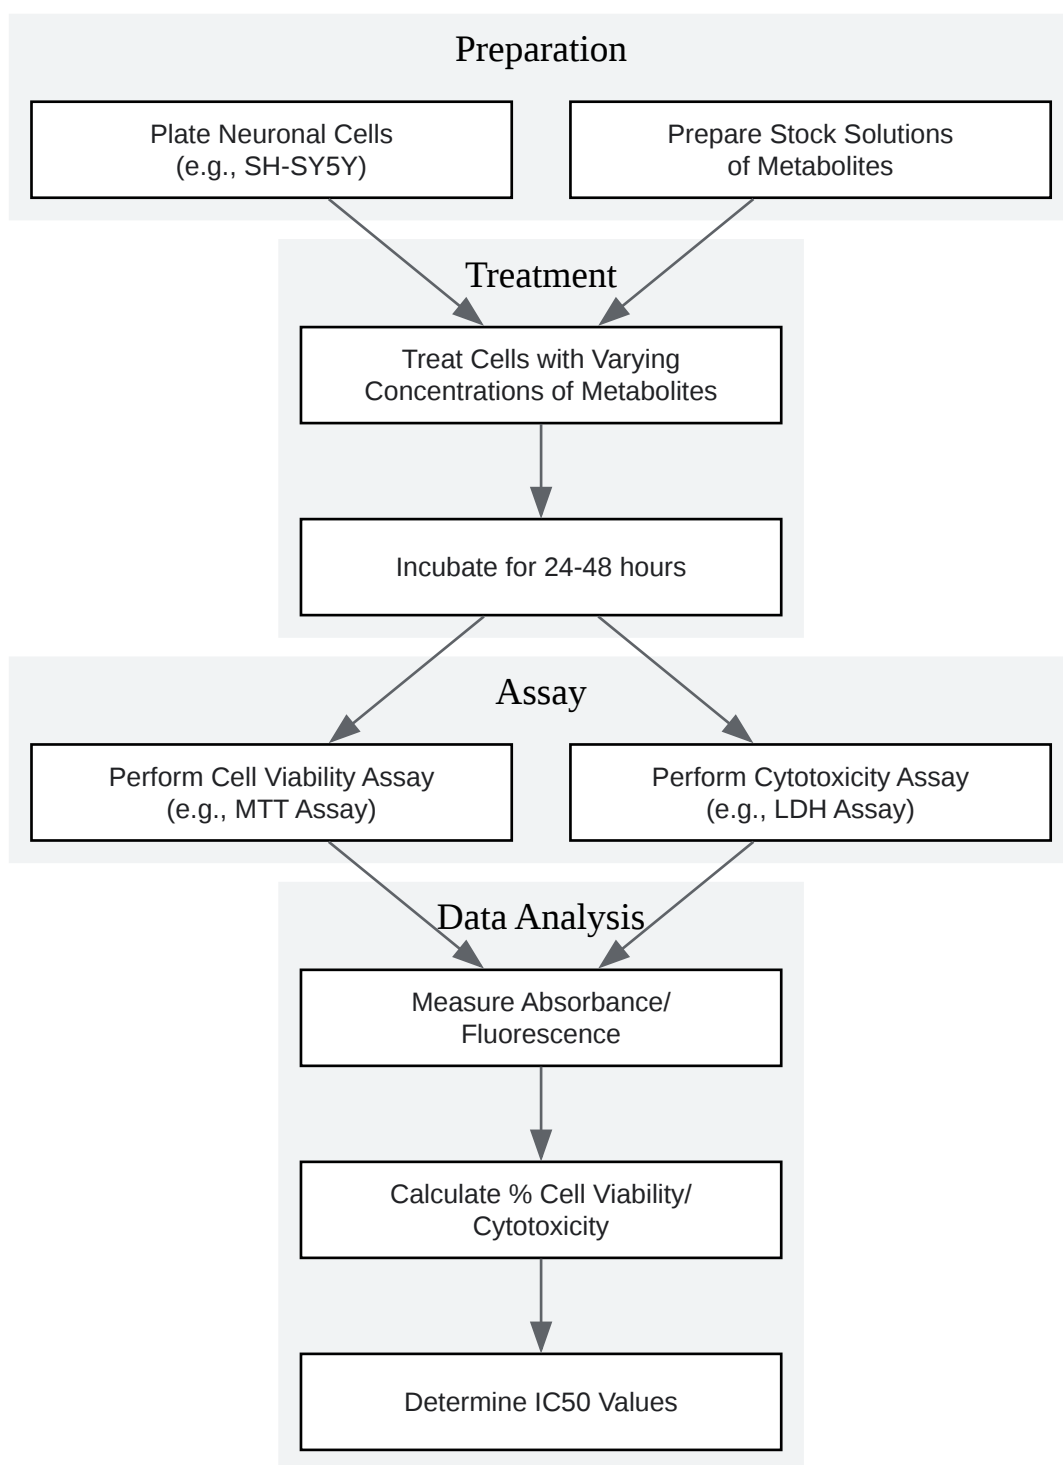 Preparation
Plate Neuronal Cells
(e.g., SH-SY5Y)
Prepare Stock Solutions
of Metabolites
Treatment
Treat Cells with Varying
Concentrations of Metabolites
Incubate for 24-48 hours
Assay
Perform Cell Viability Assay
(e.g., MTT Assay)
Perform Cytotoxicity Assay
(e.g., LDH Assay)
Data Analysis
Measure Absorbance/
Fluorescence
Calculate % Cell Viability/
Cytotoxicity
Determine IC50 Values